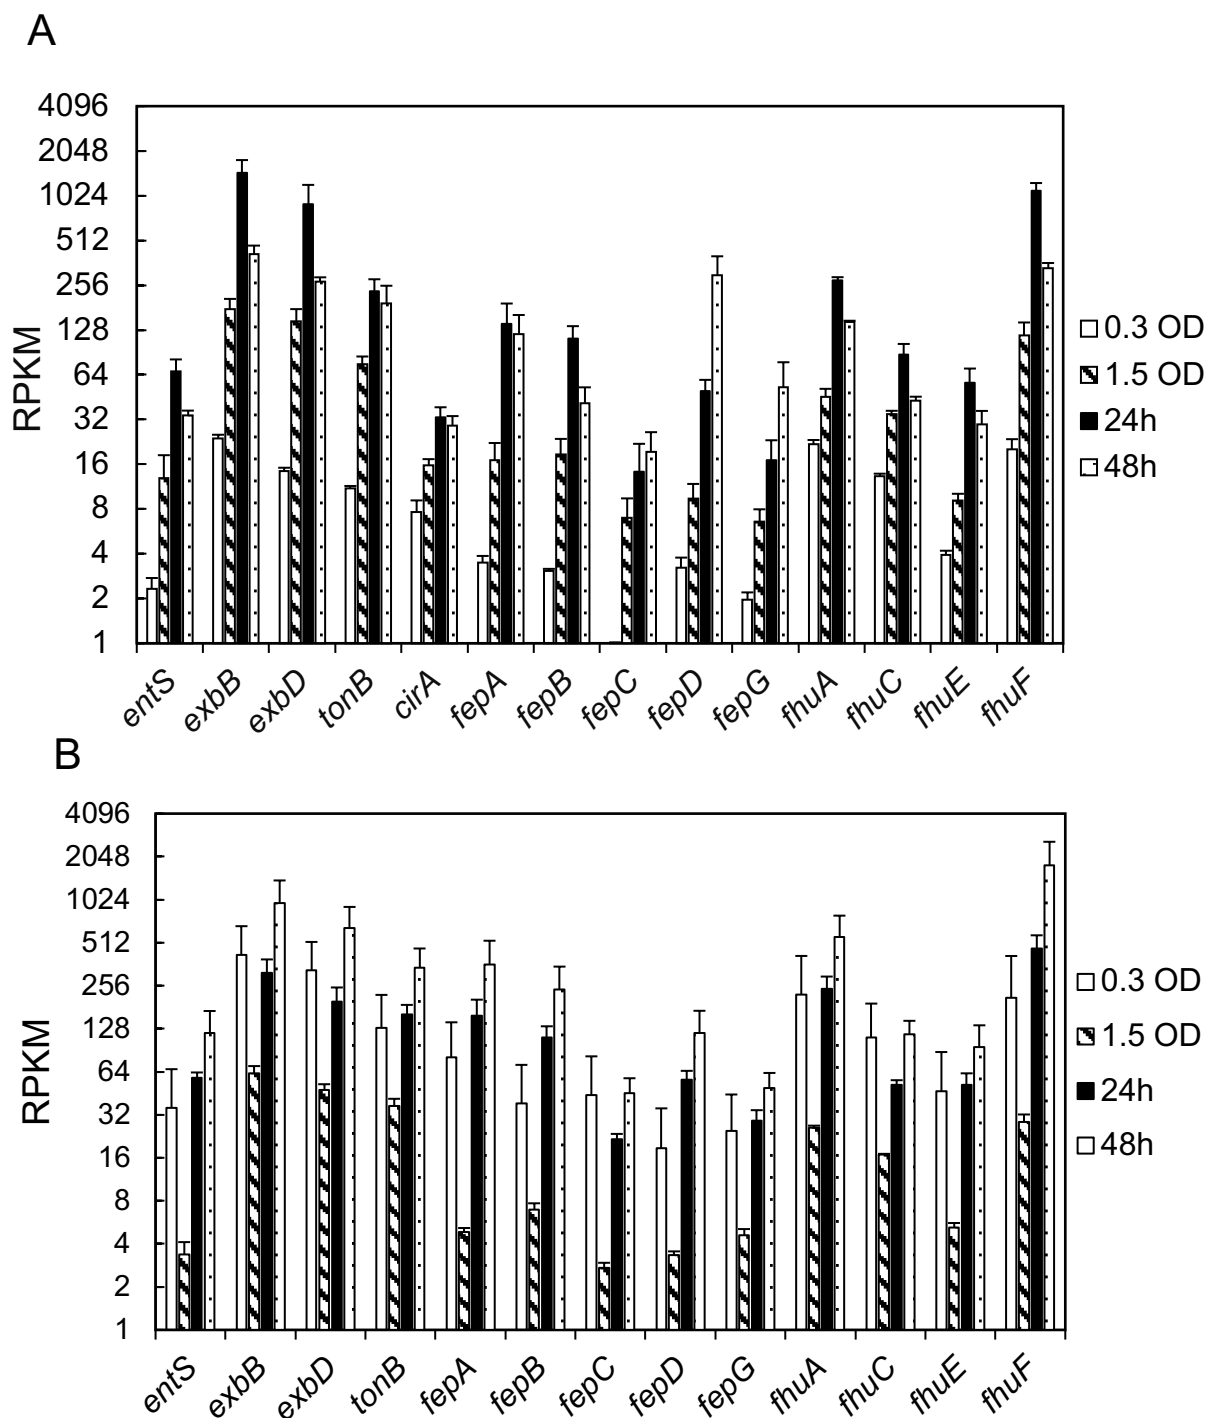 A
4096
2048
1024
512
256
128
64
32
16
8
4
2
1
RPKM
entS exbB exbD tonB cirA fepA fepB fepC fepD fepG fhuA fhuC fhuE fhuF
0.3 OD
1.5 OD
24h
48h
B
4096
2048
1024
512
256
128
64
32
16
8
4
2
1
RPKM
entS exbB exbD tonB fepA fepB fepC fepD fepG fhuA fhuC fhuE fhuF
0.3 OD
1.5 OD
24h
48h